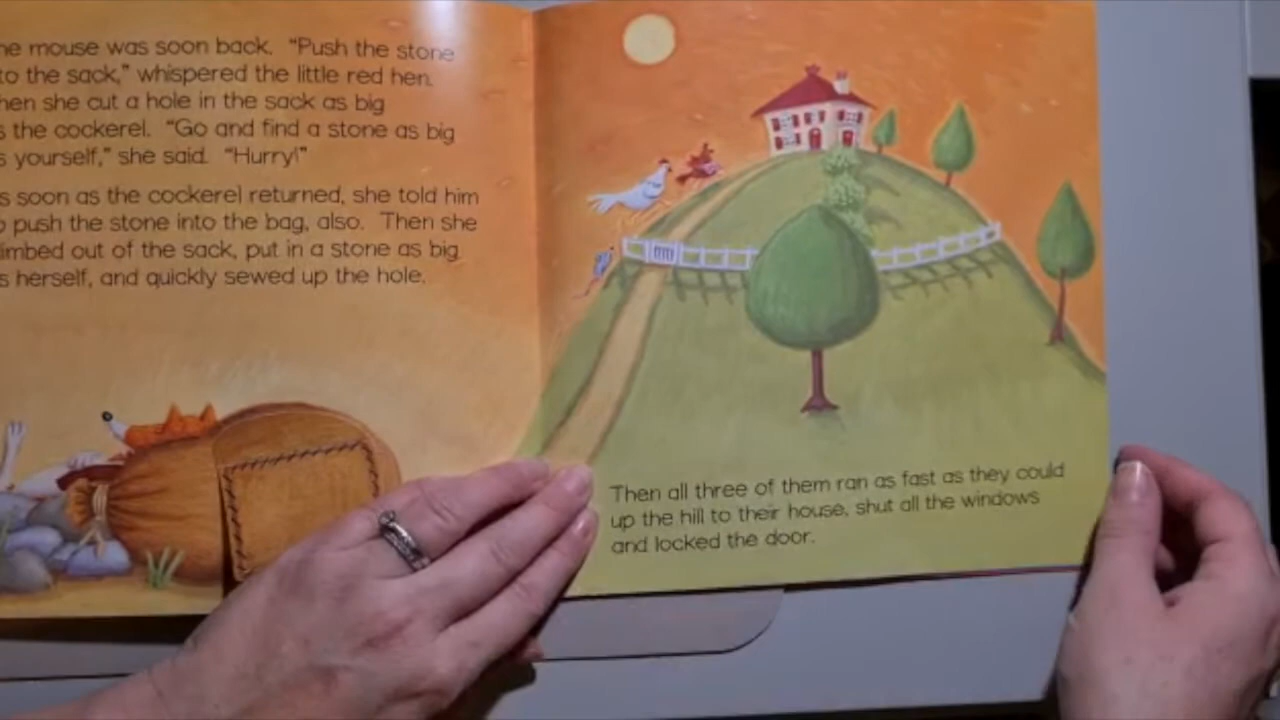 he mouse was soon back. "Push the stone
to the sack," whispered the little red hen.
hen she cut a hole in the sack as big
s the cockerel. "Go and find a stone as big
s yourself," she said. "Hurry!"
s soon as the cockerel returned, she told him
o push the stone into the bag, also. Then she
limbed out of the sack, put in a stone as big
s herself, and quickly sewed up the hole.
Then all three of them ran as fast as they could
up the hill to their house, shut all the windows
and locked the door.